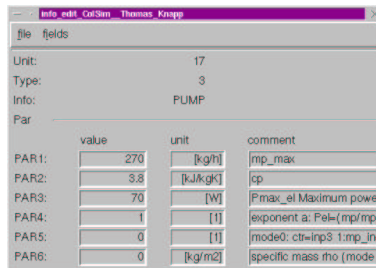 info_edit_ColSim__Thomas_Knapp
file fields
Unit: 17
Type: 3
Info: PUMP
Par
value unit comment
PAR1: 270 [kg/h] mp_max
PAR2: 3.8 [kJ/kgK] cp
PAR3: 70 [W] Pmax_el Maximum powe
PAR4: 1 [1] exponent a: Pel=(mp/mp
PAR5: 0 [1] mode0: ctr=inp3 1:mp_in
PAR6: 0 [kg/m2] specific mass rho (mode